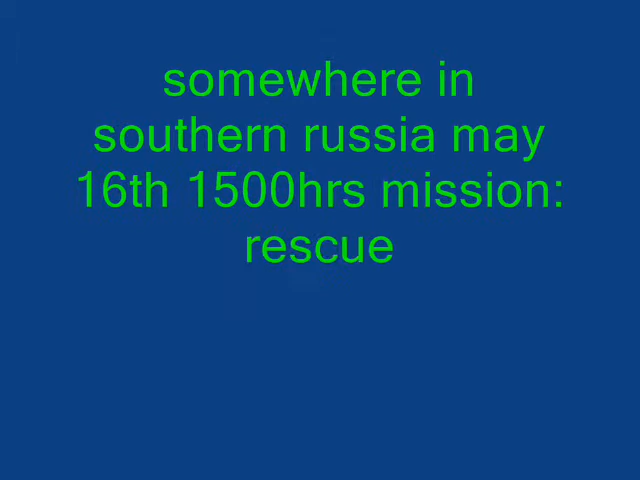 somewhere in
southern russia may
16th 1500hrs mission:
rescue